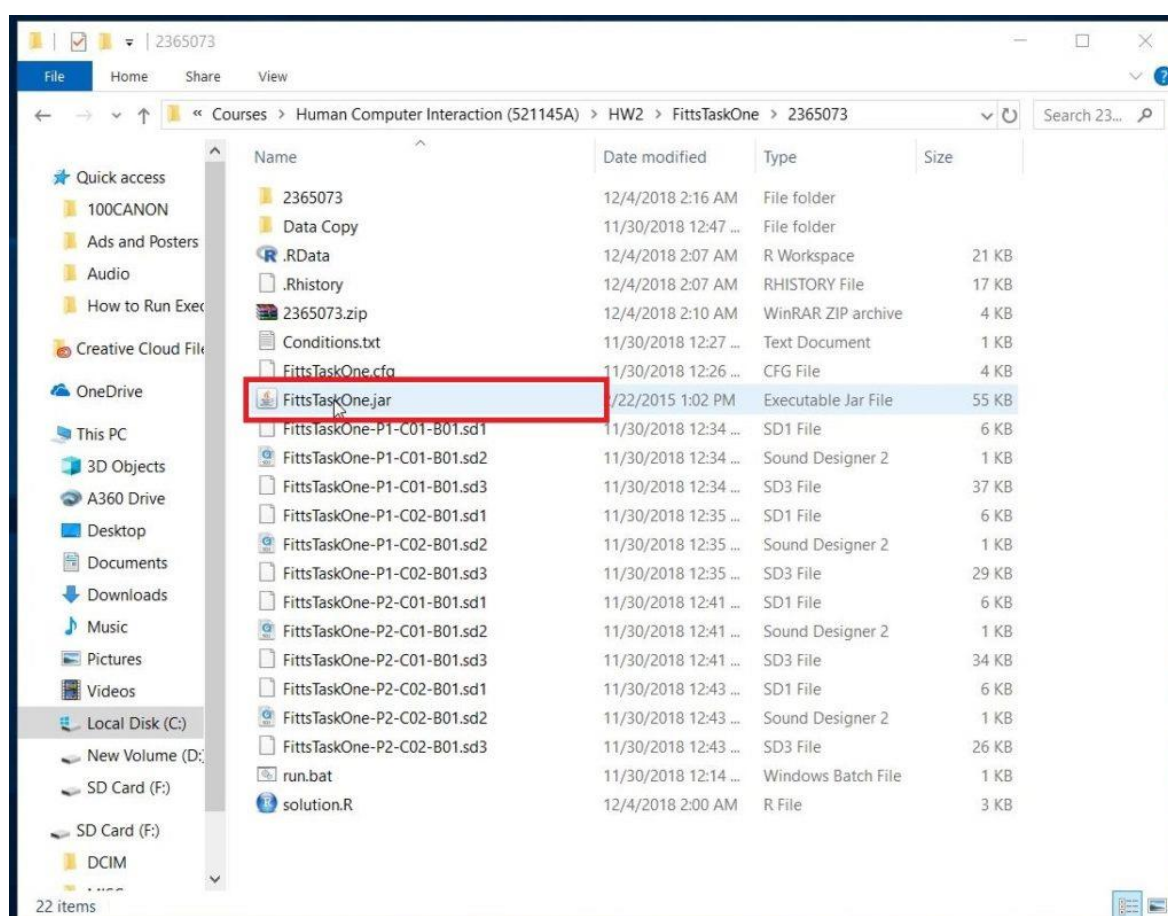 2365073
File Home Share View
« Courses > Human Computer Interaction (521145A) > HW2 > FittsTaskOne > 2365073 Search 23...
Name Date modified Type Size
Quick access
100CANON
Ads and Posters
Audio
How to Run Exec
Creative Cloud File
OneDrive
This PC
3D Objects
A360 Drive
Desktop
Documents
Downloads
Music
Pictures
Videos
Local Disk (C:)
New Volume (D:)
SD Card (F:)
SD Card (F:)
DCIM
2365073 12/4/2018 2:16 AM File folder
Data Copy 11/30/2018 12:47 ... File folder
.RData 12/4/2018 2:07 AM R Workspace 21 KB
.Rhistory 12/4/2018 2:07 AM RHISTORY File 17 KB
2365073.zip 12/4/2018 2:10 AM WinRAR ZIP archive 4 KB
Conditions.txt 11/30/2018 12:27 ... Text Document 1 KB
FittsTaskOne.cfg 11/30/2018 12:26 ... CFG File 4 KB
FittsTaskOne.jar /22/2015 1:02 PM Executable Jar File 55 KB
FittsTaskOne-P1-C01-B01.sd1 11/30/2018 12:34 ... SD1 File 6 KB
FittsTaskOne-P1-C01-B01.sd2 11/30/2018 12:34 ... Sound Designer 2 1 KB
FittsTaskOne-P1-C01-B01.sd3 11/30/2018 12:34 ... SD3 File 37 KB
FittsTaskOne-P1-C02-B01.sd1 11/30/2018 12:35 ... SD1 File 6 KB
FittsTaskOne-P1-C02-B01.sd2 11/30/2018 12:35 ... Sound Designer 2 1 KB
FittsTaskOne-P1-C02-B01.sd3 11/30/2018 12:35 ... SD3 File 29 KB
FittsTaskOne-P2-C01-B01.sd1 11/30/2018 12:41 ... SD1 File 6 KB
FittsTaskOne-P2-C01-B01.sd2 11/30/2018 12:41 ... Sound Designer 2 1 KB
FittsTaskOne-P2-C01-B01.sd3 11/30/2018 12:41 ... SD3 File 34 KB
FittsTaskOne-P2-C02-B01.sd1 11/30/2018 12:43 ... SD1 File 6 KB
FittsTaskOne-P2-C02-B01.sd2 11/30/2018 12:43 ... Sound Designer 2 1 KB
FittsTaskOne-P2-C02-B01.sd3 11/30/2018 12:43 ... SD3 File 26 KB
run.bat 11/30/2018 12:14 ... Windows Batch File 1 KB
solution.R 12/4/2018 2:00 AM R File 3 KB
22 items